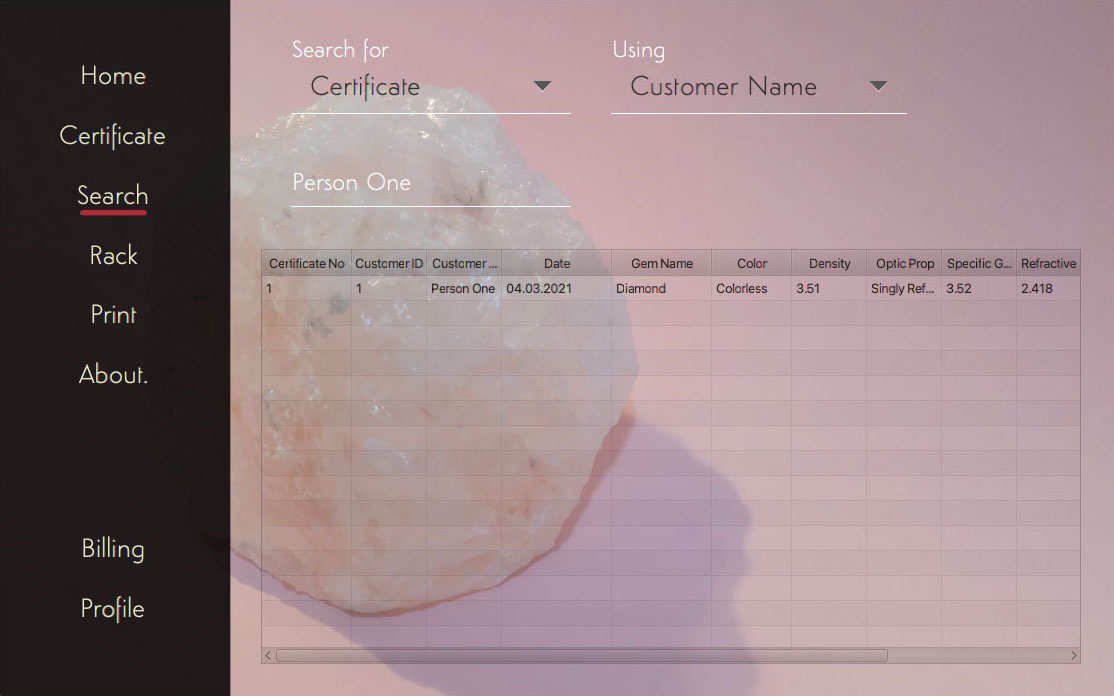 Home
Certificate
Search
Rack
Print
About.
Billing
Profile
Search for
Certificate
Using
Customer Name
Person One
Certificate No Customer ID Customer ... Date Gem Name Color Density Optic Prop Specific G... Refractive
1 1 Person One 04.03.2021 Diamond Colorless 3.51 Singly Ref... 3.52 2.418